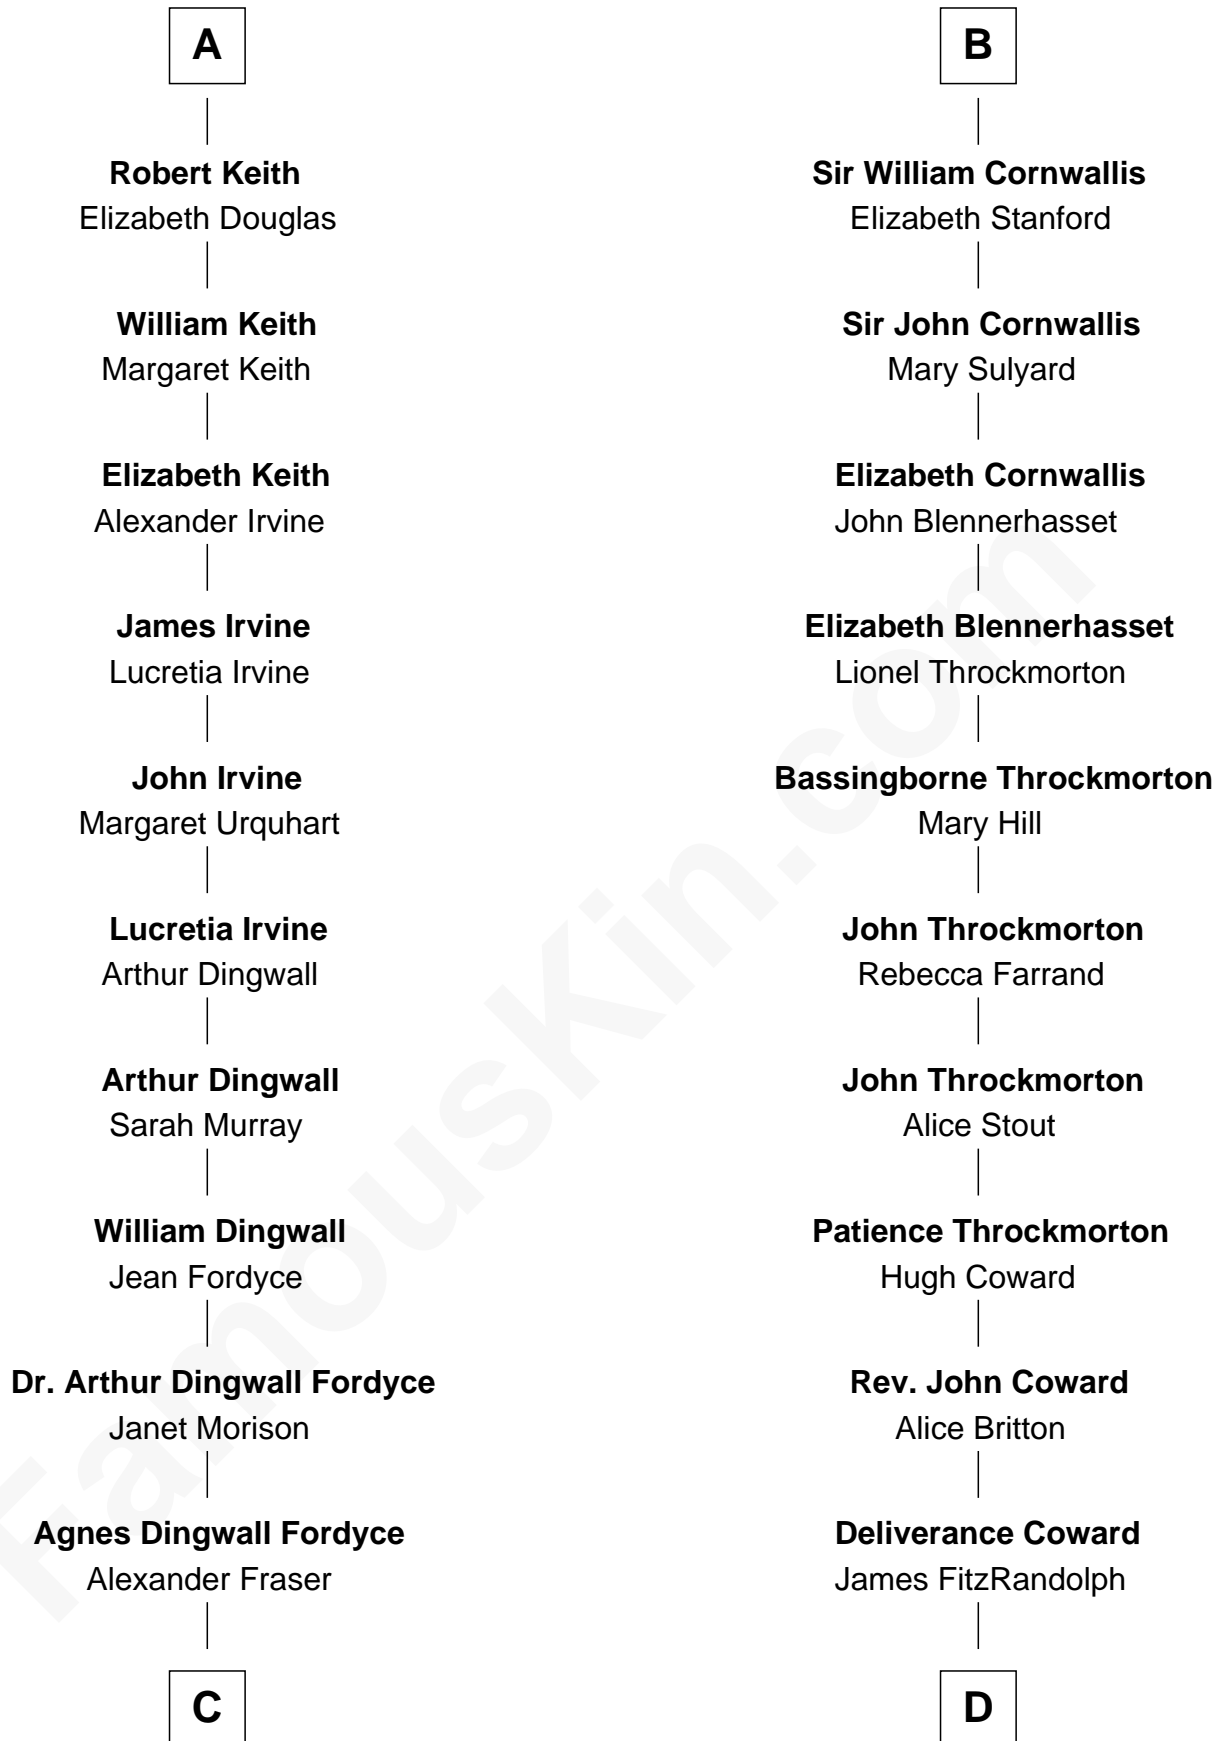 A
Robert Keith
Elizabeth Douglas
William Keith
Margaret Keith
Elizabeth Keith
Alexander Irvine
James Irvine
Lucretia Irvine
John Irvine
Margaret Urquhart
Lucretia Irvine
Arthur Dingwall
Arthur Dingwall
Sarah Murray
William Dingwall
Jean Fordyce
Dr. Arthur Dingwall Fordyce
Janet Morison
Agnes Dingwall Fordyce
Alexander Fraser
C
B
Sir William Cornwallis
Elizabeth Stanford
Sir John Cornwallis
Mary Sulyard
Elizabeth Cornwallis
John Blennerhasset
Elizabeth Blennerhasset
Lionel Throckmorton
Bassingborne Throckmorton
Mary Hill
John Throckmorton
Rebecca Farrand
John Throckmorton
Alice Stout
Patience Throckmorton
Hugh Coward
Rev. John Coward
Alice Britton
Deliverance Coward
James FitzRandolph
D
FamousKin.com